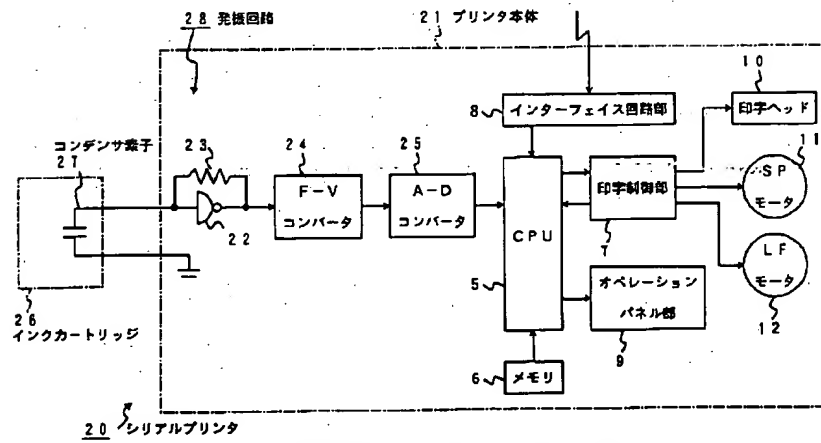 28 発振回路
21 プリンタ本体
10
印字ヘッド
8
インターフェイス回路部
11
コンデンサ素子
27
23
24
25
F-V
コンバータ
A-D
コンバータ
CPU
印字制御部
SP
モータ
22
7
LF
モータ
5
オペレーション
パネル部
26
インクカートリッジ
12
9
6
メモリ
20 シリアルプリンタ